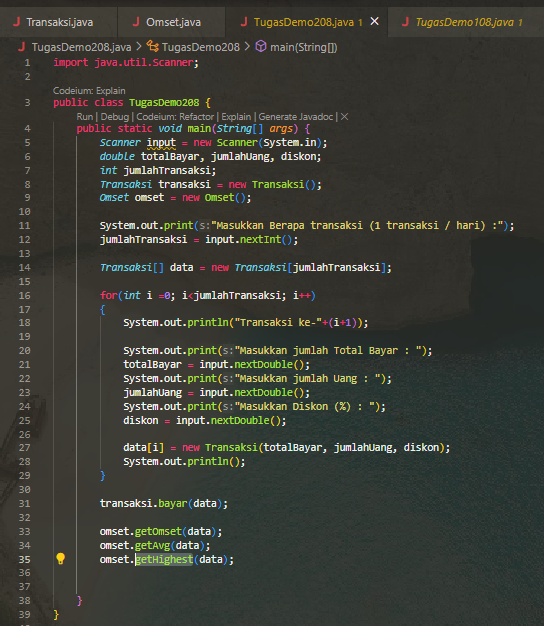 J Transaksi.java J Omset.java J TugasDemo208.java 1 X J TugasDemo108.java 1
J TugasDemo208.java > TugasDemo208 > main(String[])
1 import java.util.Scanner;
2
Codeium: Explain
3 public class TugasDemo208 {
Run | Debug | Codeium: Refactor | Explain | Generate Javadoc | X
4 public static void main(String[] args) {
5 Scanner input = new Scanner(System.in);
6 double totalBayar, jumlahUang, diskon;
7 int jumlahTransaksi;
8 Transaksi transaksi = new Transaksi();
9 Omset omset = new Omset();
10
11 System.out.print(s:"Masukkan Berapa transaksi (1 transaksi / hari) :");
12 jumlahTransaksi = input.nextInt();
13
14 Transaksi[] data = new Transaksi[jumlahTransaksi];
15
16 for(int i =0; i<jumlahTransaksi; i++)
17 {
18 System.out.println("Transaksi ke-"+(i+1));
19
20 System.out.print(s:"Masukkan jumlah Total Bayar : ");
21 totalBayar = input.nextDouble();
22 System.out.print(s:"Masukkan jumlah Uang : ");
23 jumlahUang = input.nextDouble();
24 System.out.print(s:"Masukkan Diskon (%) : ");
25 diskon = input.nextDouble();
26
27 data[i] = new Transaksi(totalBayar, jumlahUang, diskon);
28 System.out.println();
29 }
30
31 transaksi.bayar(data);
32
33 omset.getOmset(data);
34 omset.getAvg(data);
35 omset.getHighest(data);
36
37
38 }
39 }